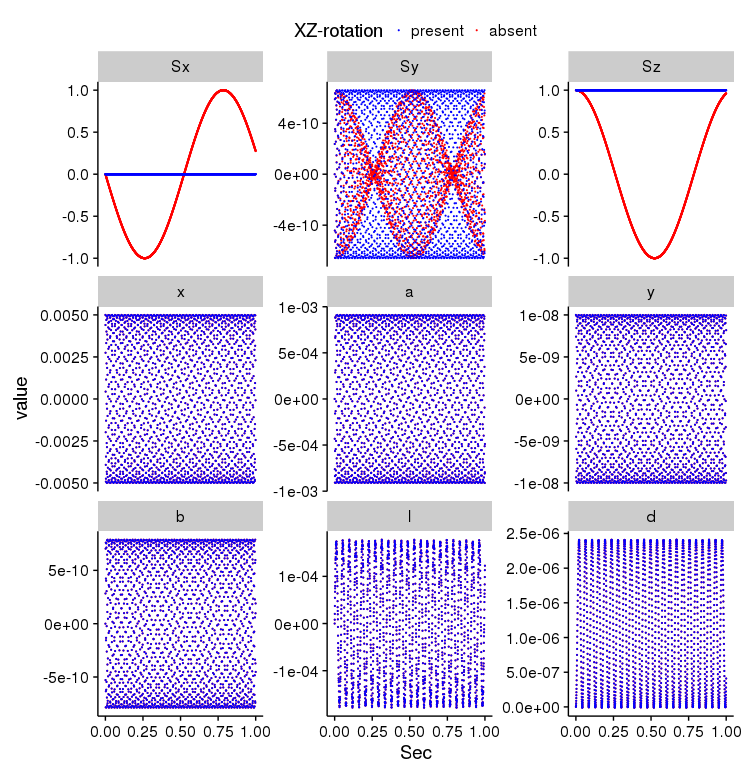 XZ-rotation present absent
Sx Sy Sz
1.0 0.5 0.0 -0.5 -1.0
4e-10 0e+00 -4e-10
1.0 0.5 0.0 -0.5 -1.0
x a y
0.0050 0.0025 0.0000 -0.0025 -0.0050
1e-03 5e-04 0e+00 -5e-04 -1e-03
1e-08 5e-09 0e+00 -5e-09 -1e-08
value
b l d
5e-10 0e+00 -5e-10
1e-04 0e+00 -1e-04
2.5e-06 2.0e-06 1.5e-06 1.0e-06 5.0e-07 0.0e+00
0.00 0.25 0.50 0.75 1.00 0.00 0.25 0.50 0.75 1.00 0.00 0.25 0.50 0.75 1.00
Sec